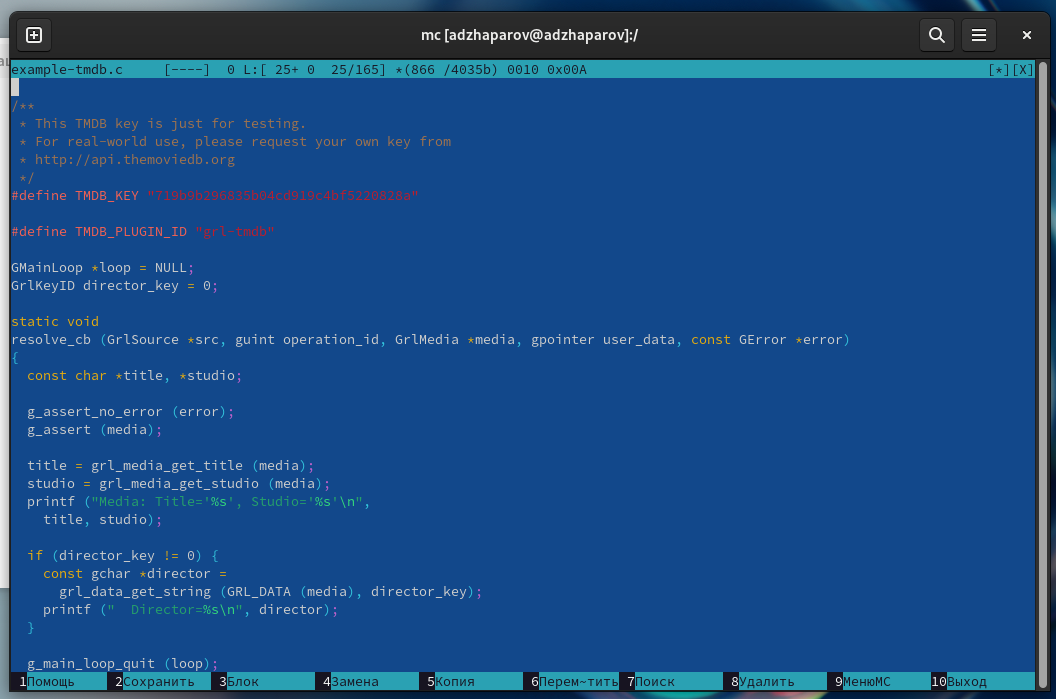 mc [adzhaparov@adzhaparov]:/
example-tmdb.c     [----]  0 L:[ 25+ 0  25/165] *(866 /4035b) 0010 0x00A     [*][X]
/**
 * This TMDB key is just for testing.
 * For real-world use, please request your own key from
 * http://api.themoviedb.org
 */
#define TMDB_KEY "719b9b296835b04cd919c4bf5220828a"
#define TMDB_PLUGIN_ID "grl-tmdb"
GMainLoop *loop = NULL;
GrlKeyID director_key = 0;
static void
resolve_cb (GrlSource *src, guint operation_id, GrlMedia *media, gpointer user_data, const GError *error)
{
  const char *title, *studio;
  g_assert_no_error (error);
  g_assert (media);
  title = grl_media_get_title (media);
  studio = grl_media_get_studio (media);
  printf ("Media: Title='%s', Studio='%s'\n",
    title, studio);
  if (director_key != 0) {
    const gchar *director =
      grl_data_get_string (GRL_DATA (media), director_key);
    printf ("  Director=%s\n", director);
  }
  g_main_loop_quit (loop);
1Помощь 2Сохранить 3Блок 4Замена 5Копия 6Перем~тить 7Поиск 8Удалить 9МенюMC 10Выход